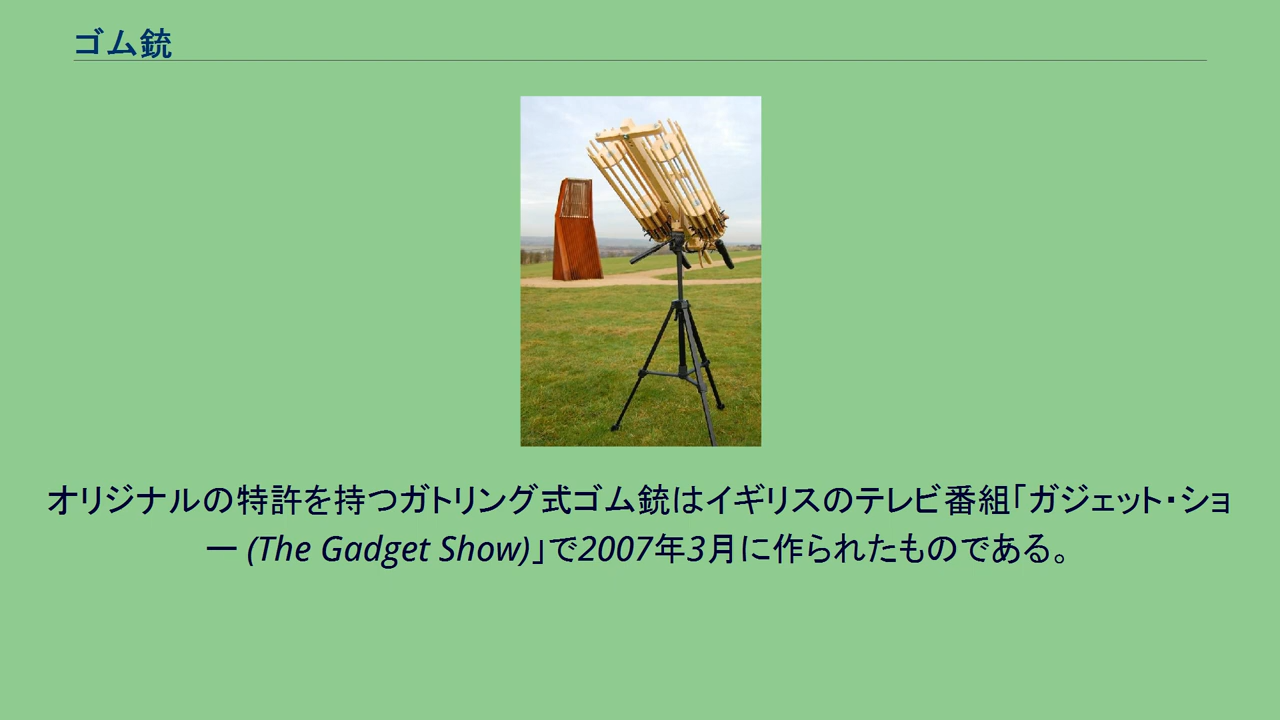 ゴム銃
オリジナルの特許を持つガトリング式ゴム銃はイギリスのテレビ番組「ガジェット・ショ
ー (The Gadget Show)」で2007年3月に作られたものである。